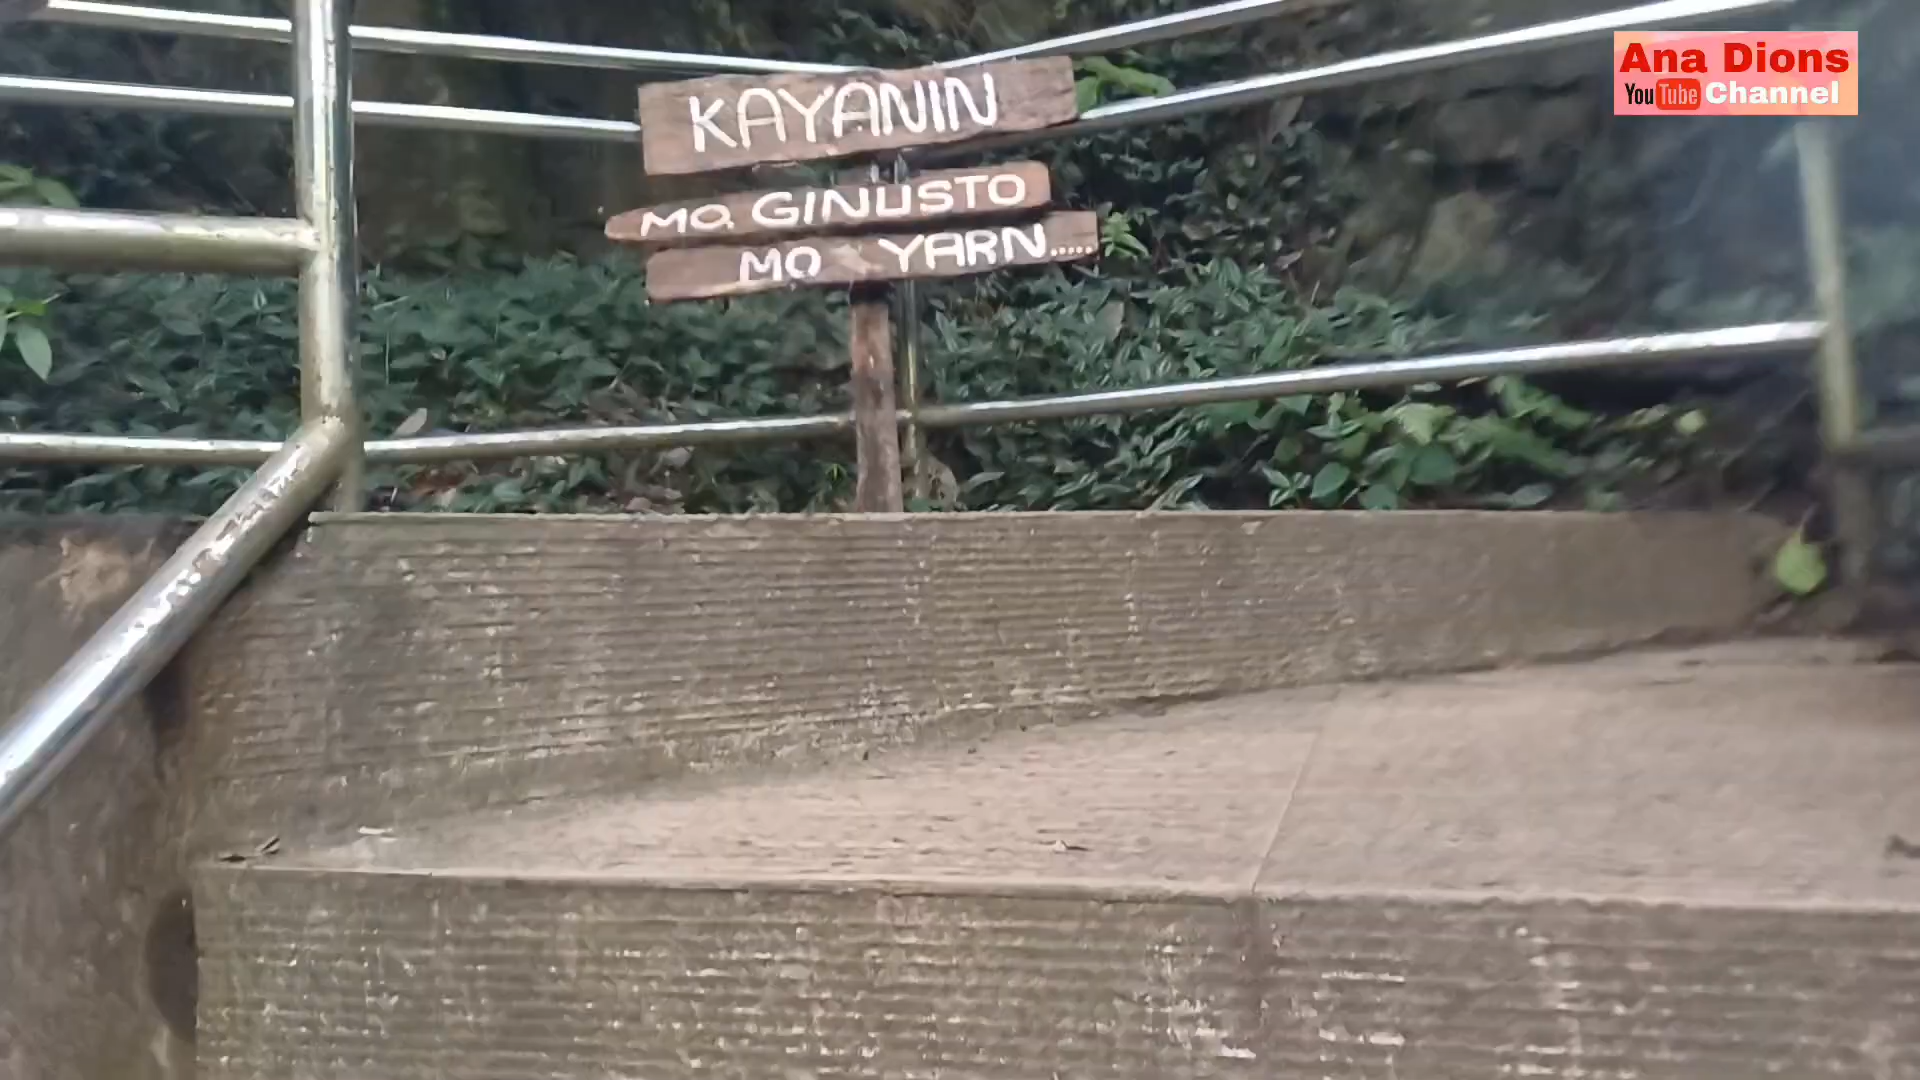 KAYANIN
MO. GINUSTO
MO YARN.....
Ana Dions
YouTube Channel